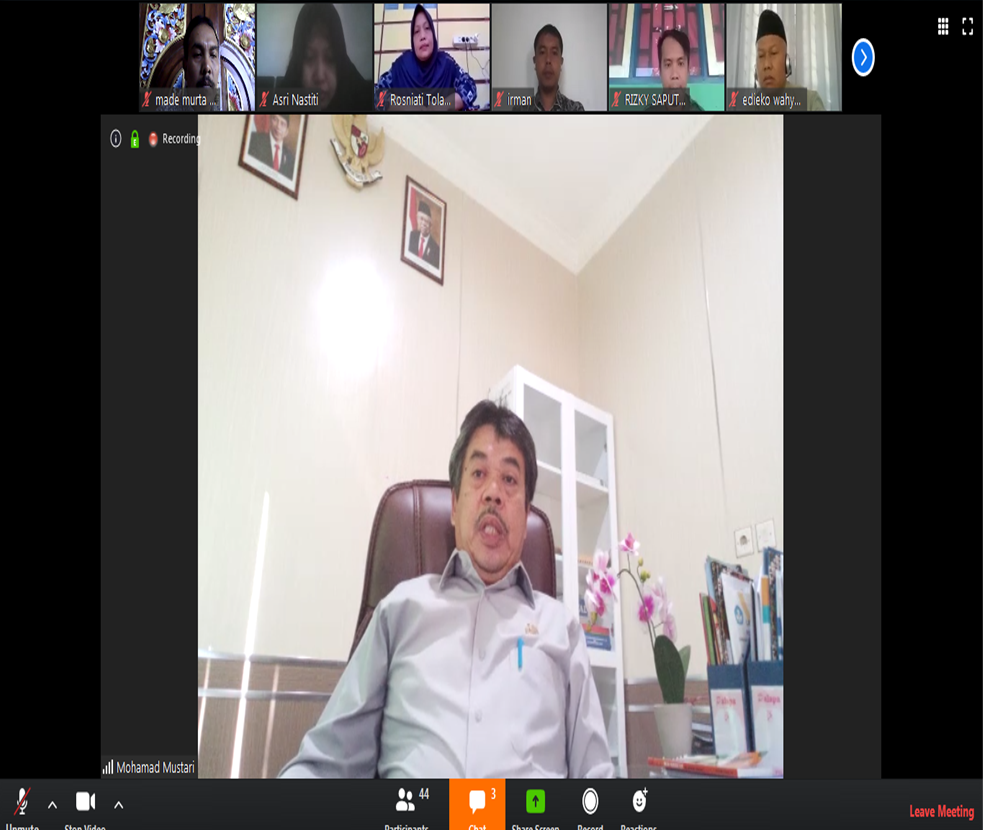 made murta ...
Asri Nastiti
Rosniati Tola...
irman
RIZKY SAPUT...
edieko wahy...
Recording
Mohamad Mustari
Unmute
Stop Video
44
Participants
3
Chat
Share Screen
Record
Reactions
Leave Meeting